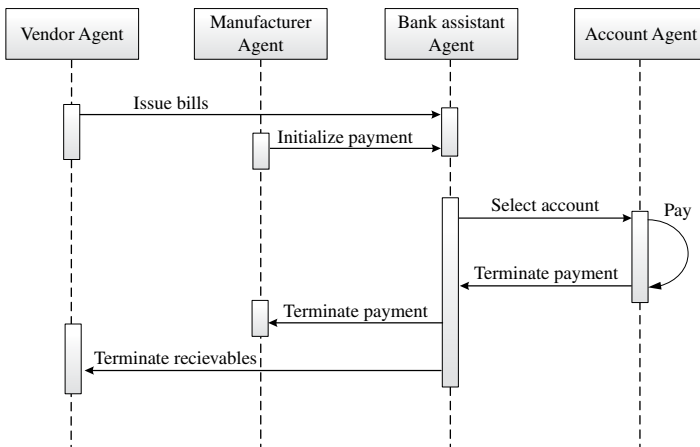 Vendor Agent
Manufacturer
Agent
Bank assistant
Agent
Account Agent
Issue bills
Initialize payment
Select account
Pay
Terminate payment
Terminate payment
Terminate recievables